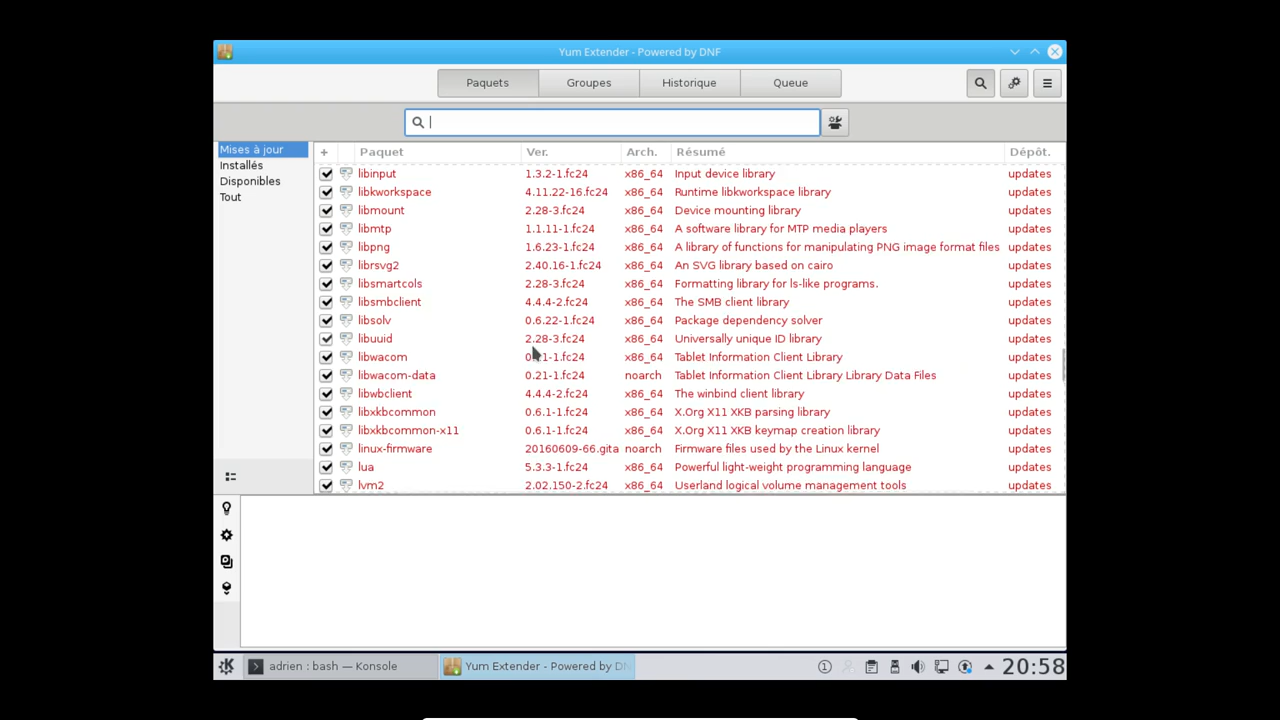 Yum Extender - Powered by DNF
Paquets Groupes Historique Queue
Mises à jour
Installés
Disponibles
Tout
+ Paquet Ver. Arch. Résumé Dépôt.
libinput 1.3.2-1.fc24 x86_64 Input device library updates
libkworkspace 4.11.22-16.fc24 x86_64 Runtime libkworkspace library updates
libmount 2.28-3.fc24 x86_64 Device mounting library updates
libmtp 1.1.11-1.fc24 x86_64 A software library for MTP media players updates
libpng 1.6.23-1.fc24 x86_64 A library of functions for manipulating PNG image format files updates
librsvg2 2.40.16-1.fc24 x86_64 An SVG library based on cairo updates
libsmartcols 2.28-3.fc24 x86_64 Formatting library for ls-like programs. updates
libsmbclient 4.4.4-2.fc24 x86_64 The SMB client library updates
libsolv 0.6.22-1.fc24 x86_64 Package dependency solver updates
libuuid 2.28-3.fc24 x86_64 Universally unique ID library updates
libwacom 0.21-1.fc24 x86_64 Tablet Information Client Library updates
libwacom-data 0.21-1.fc24 noarch Tablet Information Client Library Library Data Files updates
libwbclient 4.4.4-2.fc24 x86_64 The winbind client library updates
libxkbcommon 0.6.1-1.fc24 x86_64 X.Org X11 XKB parsing library updates
libxkbcommon-x11 0.6.1-1.fc24 x86_64 X.Org X11 XKB keymap creation library updates
linux-firmware 20160609-66.gita noarch Firmware files used by the Linux kernel updates
lua 5.3.3-1.fc24 x86_64 Powerful light-weight programming language updates
lvm2 2.02.150-2.fc24 x86_64 Userland logical volume management tools updates
adrien : bash — Konsole Yum Extender - Powered by DN 1 20:58